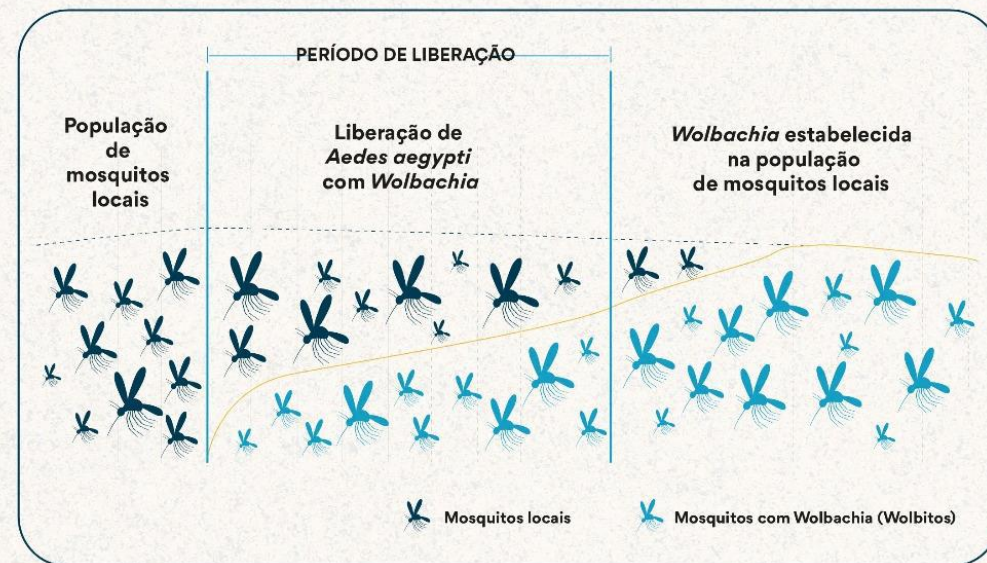 PERÍODO DE LIBERAÇÃO
População
de
mosquitos
locais
Liberação de
Aedes aegypti
com Wolbachia
Wolbachia estabelecida
na população
de mosquitos locais
Mosquitos locais
Mosquitos com Wolbachia (Wolbitos)